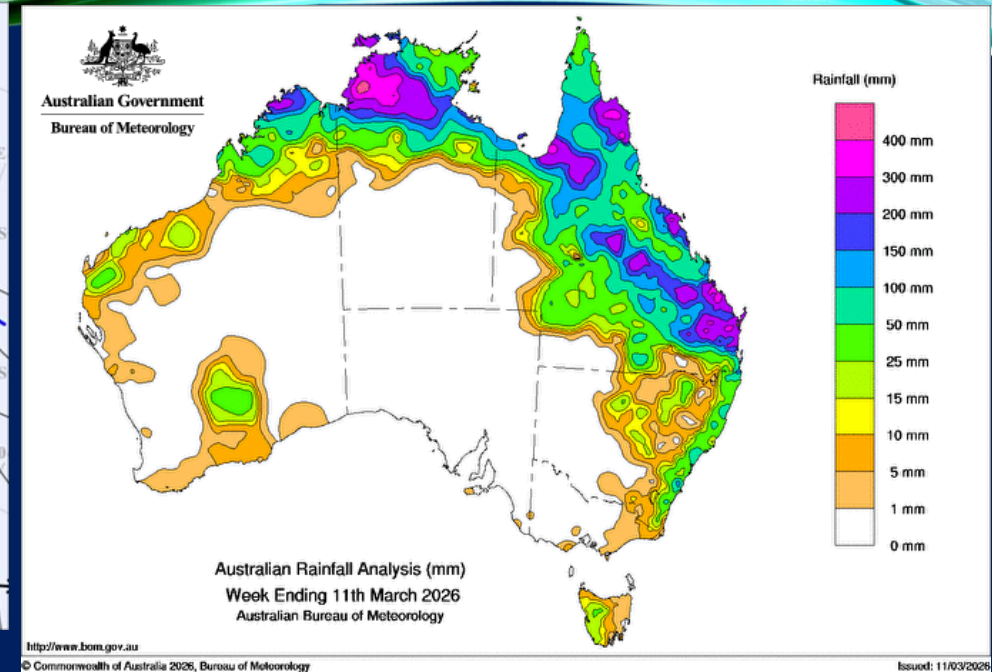 Australian Government
Bureau of Meteorology
Rainfall (mm)
400 mm
300 mm
200 mm
150 mm
100 mm
50 mm
25 mm
15 mm
10 mm
5 mm
1 mm
0 mm
Australian Rainfall Analysis (mm)
Week Ending 11th March 2026
Australian Bureau of Meteorology
http://www.bom.gov.au
© Commonwealth of Australia 2026, Bureau of Meteorology
Issued: 11/03/2026